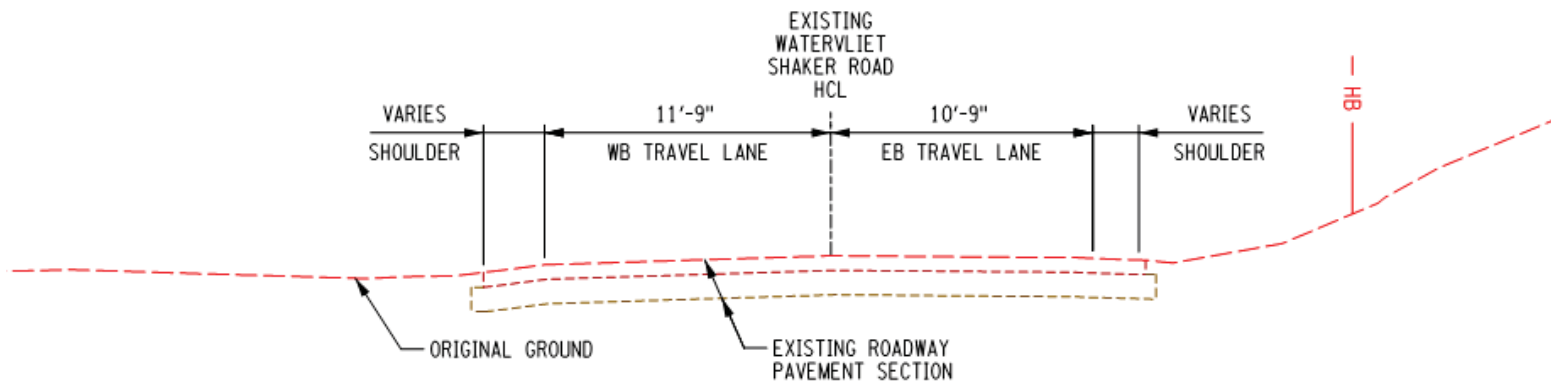 EXISTING
WATERVLIET
SHAKER ROAD
HCL
VARIES
11'-9"
10'-9"
VARIES
SHOULDER
WB TRAVEL LANE
EB TRAVEL LANE
SHOULDER
HB
ORIGINAL GROUND
EXISTING ROADWAY
PAVEMENT SECTION